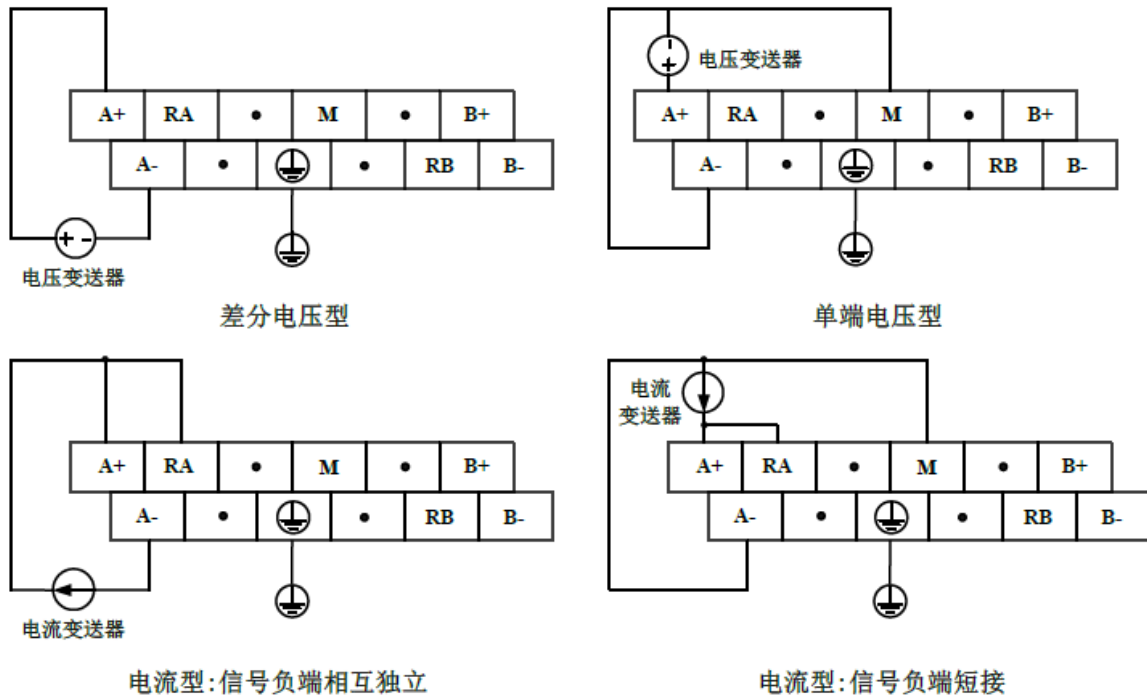 电压变送器
A+ RA • M • B+
A- • • RB B-
电压变送器
差分电压型
A+ RA • M • B+
A- • • RB B-
单端电压型
A+ RA • M • B+
A- • • RB B-
电流变送器
电流型:信号负端相互独立
电流
变送器
A+ RA • M • B+
A- • • RB B-
电流型:信号负端短接